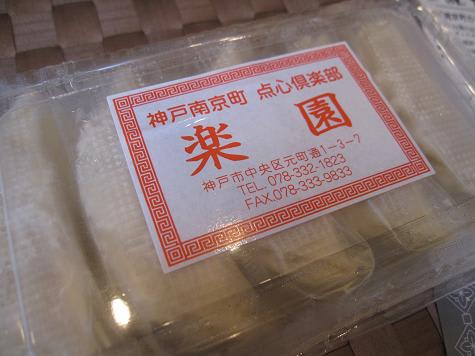 神戸南京町 点心倶楽部
楽園
神戸市中央区元町通1-3-7
TEL. 078-332-1823
FAX.078-333-9833